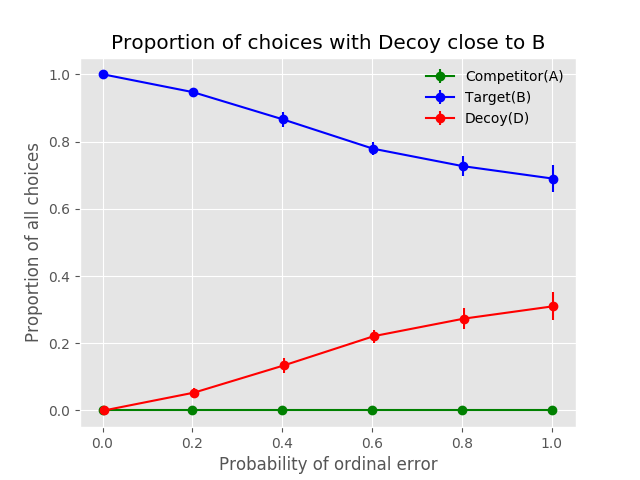 Proportion of choices with Decoy close to B
Proportion of all choices
1.0
0.8
0.6
0.4
0.2
0.0
Competitor(A)
Target(B)
Decoy(D)
0.0 0.2 0.4 0.6 0.8 1.0
Probability of ordinal error